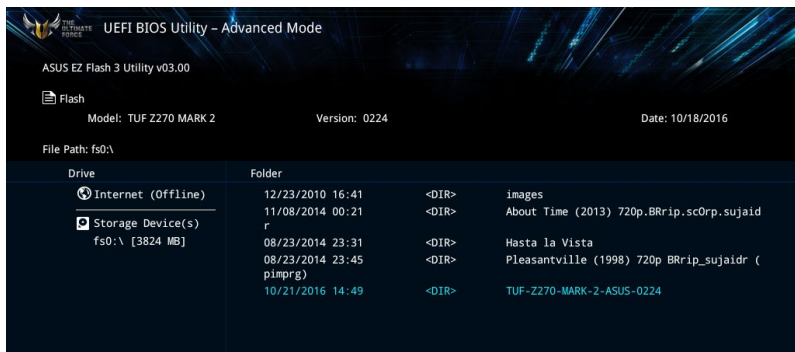 THE
ULTIMATE
FORCE
UEFI BIOS Utility – Advanced Mode
ASUS EZ Flash 3 Utility v03.00
Flash
Model: TUF Z270 MARK 2 Version: 0224 Date: 10/18/2016
File Path: fs0:\
Drive Folder
Internet (Offline) 12/23/2010 16:41 <DIR> images
11/08/2014 00:21 <DIR> About Time (2013) 720p.BRrip.scOrp.sujaid
Storage Device(s) r
fs0:\ [3824 MB] 08/23/2014 23:31 <DIR> Hasta la Vista
08/23/2014 23:45 <DIR> Pleasantville (1998) 720p BRrip_sujaidr (
pimprg)
10/21/2016 14:49 <DIR> TUF-Z270-MARK-2-ASUS-0224